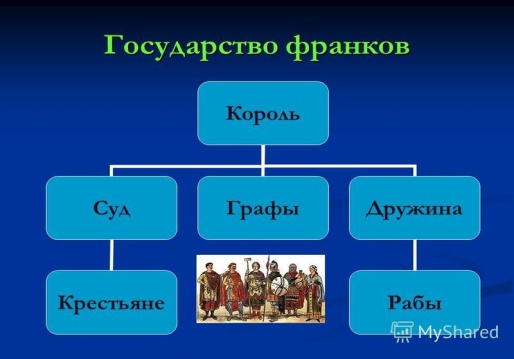 Государство франков
Король
Суд
Графы
Дружина
Крестьяне
Рабы
MyShared